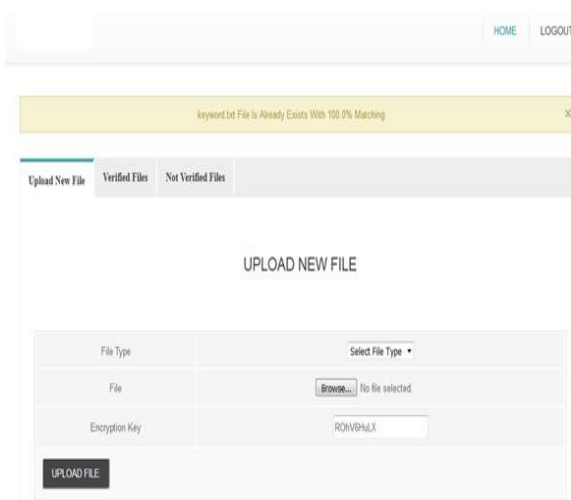 HOME LOGOUT
keyword.txt File Is Already Exists With 100.0% Matching ×
Upload New File Verified Files Not Verified Files
UPLOAD NEW FILE
File Type Select File Type
File Browse... No file selected.
Encryption Key
UPLOAD FILE